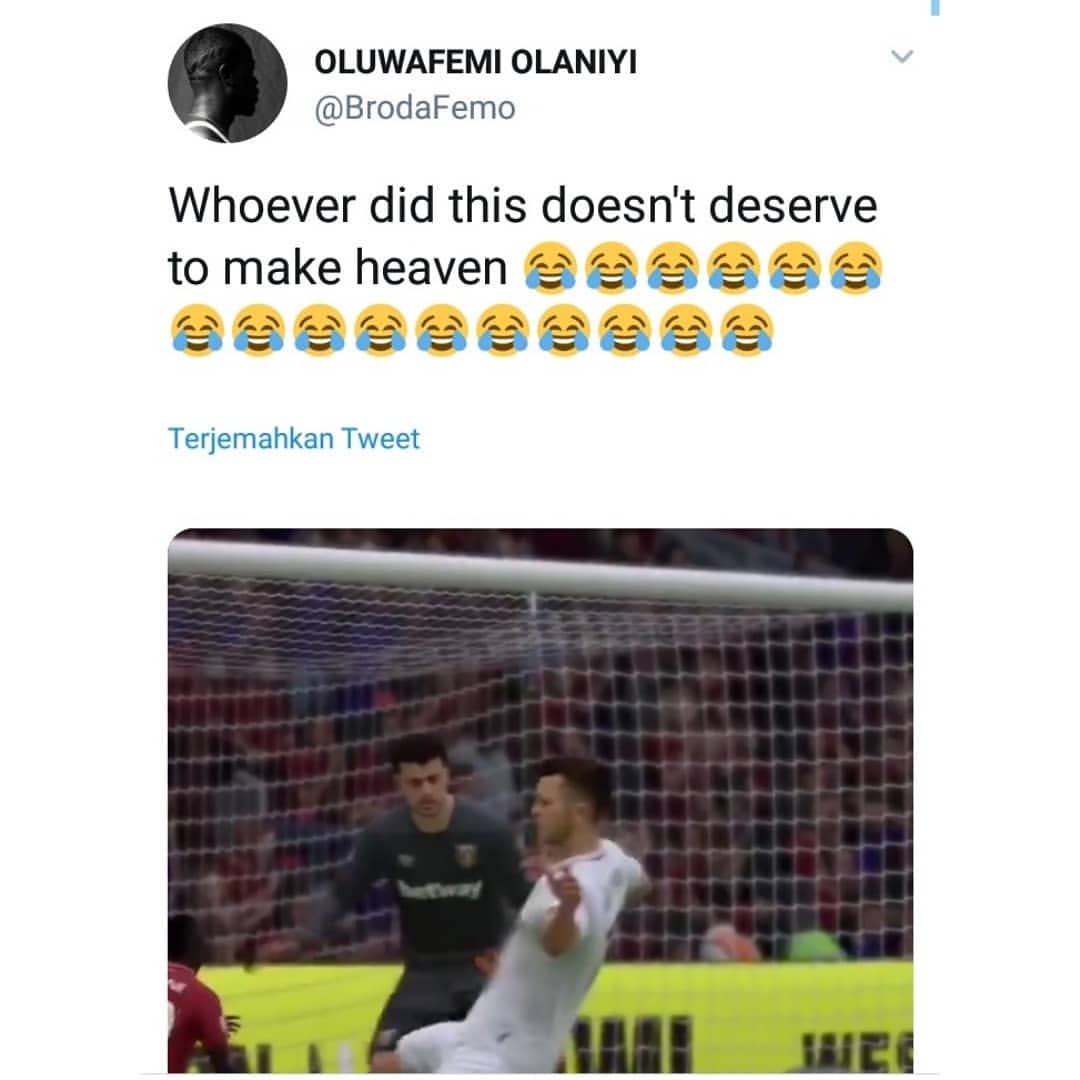 OLUWAFEMI OLANIYI
@BrodaFemo
Whoever did this doesn't deserve
to make heaven 😂😂😂😂😂😂
😂😂😂😂😂😂😂😂😂😂
Terjemahkan Tweet
betway